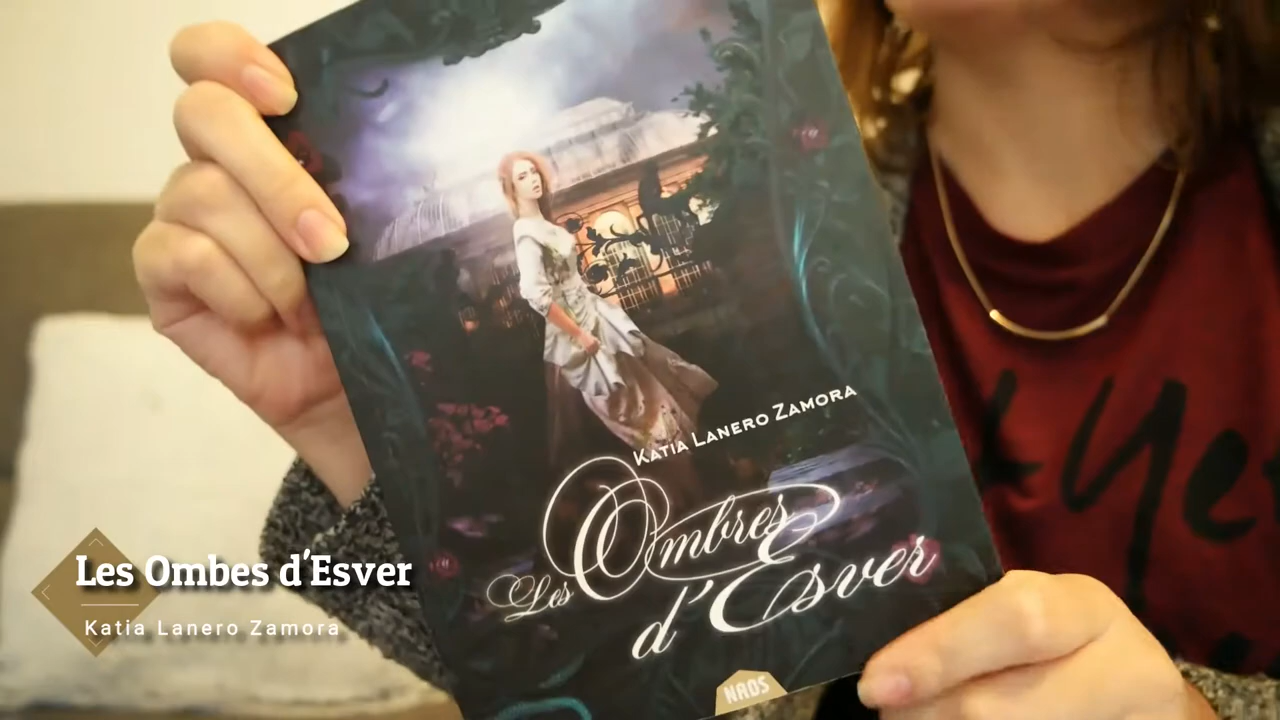 KATIA LANERO ZAMORA
Les Ombres
d'Esver
NAOS
Les Ombes d'Esver
Katia Lanero Zamora